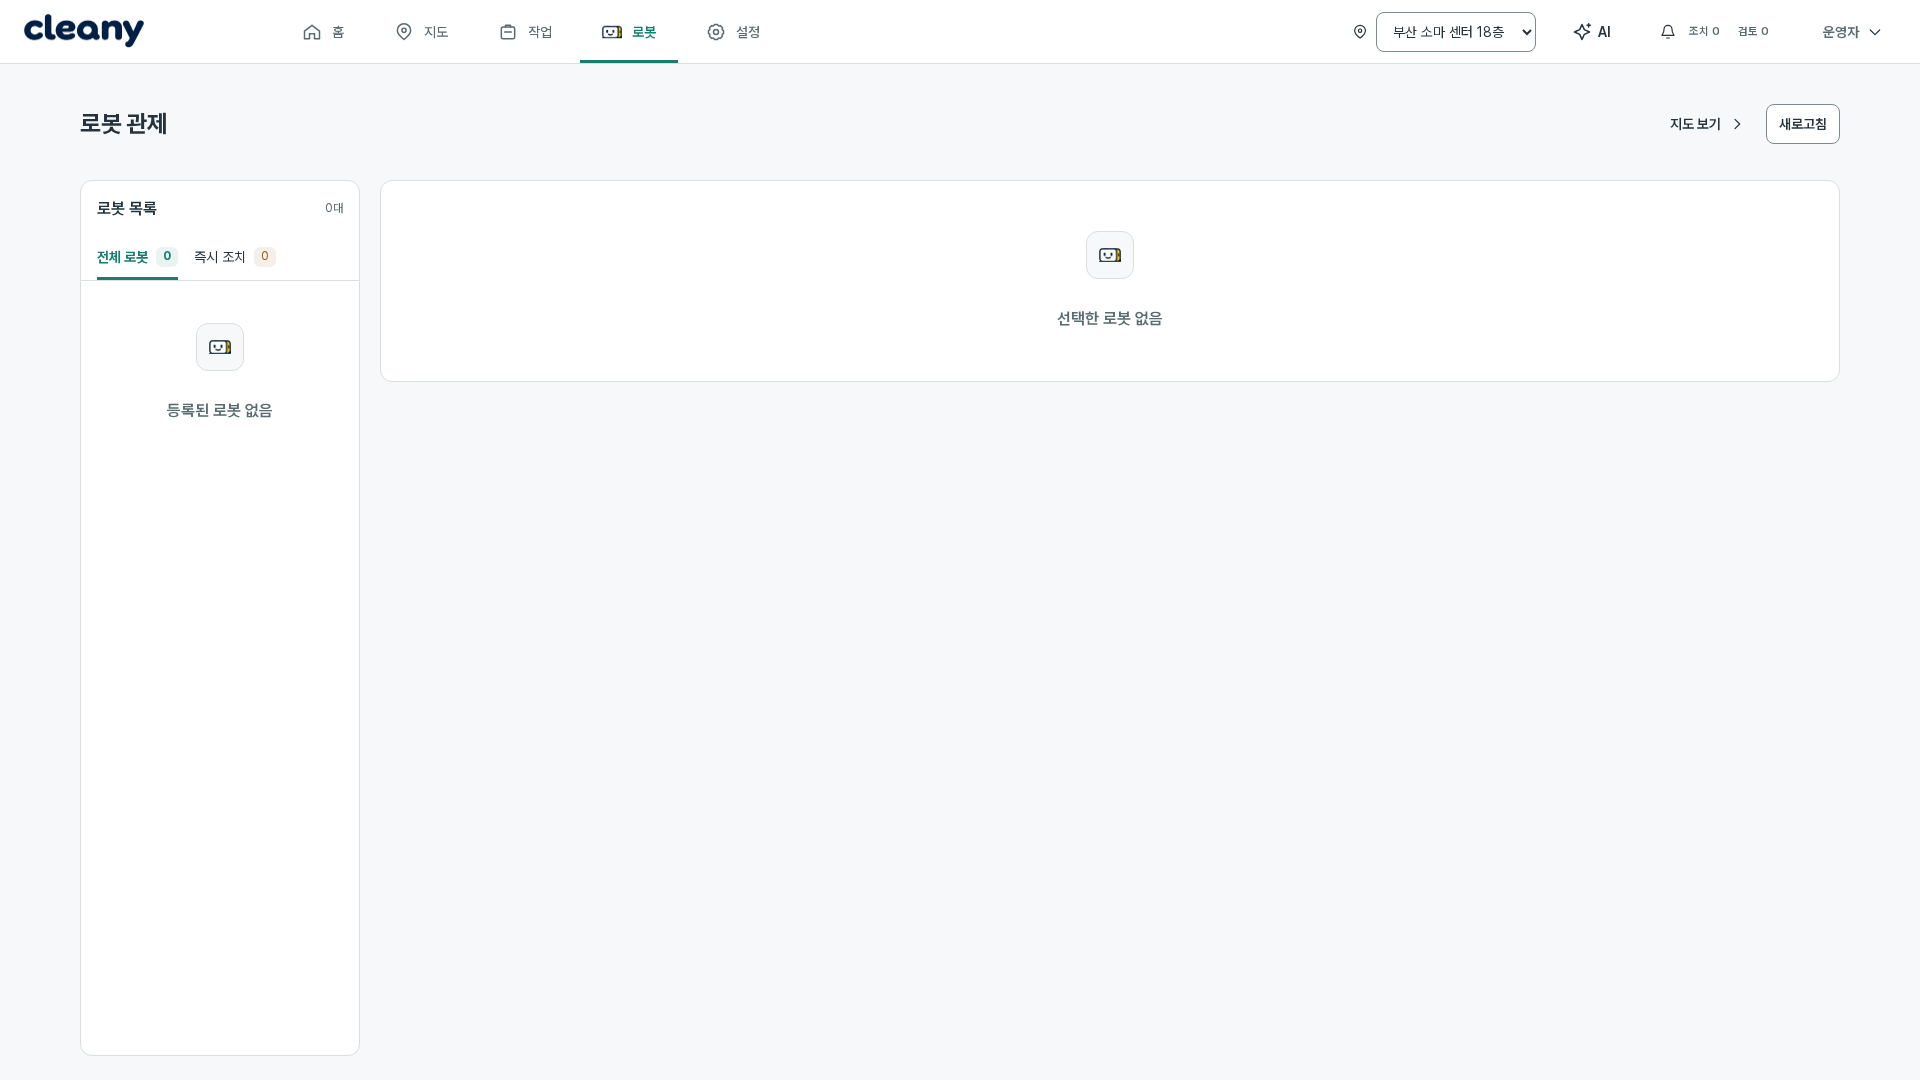 cleany
홈
지도
작업
로봇
설정
부산 소마 센터 18층
AI
조치 0
검토 0
운영자
로봇 관제
지도 보기
새로고침
로봇 목록
0대
전체 로봇 0
즉시 조치 0
등록된 로봇 없음
선택한 로봇 없음